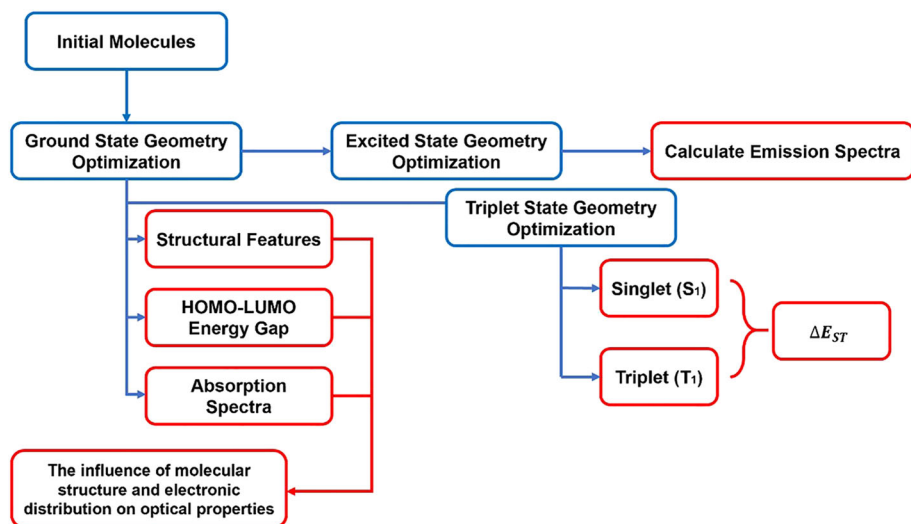 Initial Molecules
Ground State Geometry
Optimization
Excited State Geometry
Optimization
Calculate Emission Spectra
Triplet State Geometry
Optimization
Structural Features
HOMO-LUMO
Energy Gap
Absorption
Spectra
Singlet (S₁)
Triplet (T₁)
ΔE_{ST}
The influence of molecular
structure and electronic
distribution on optical properties